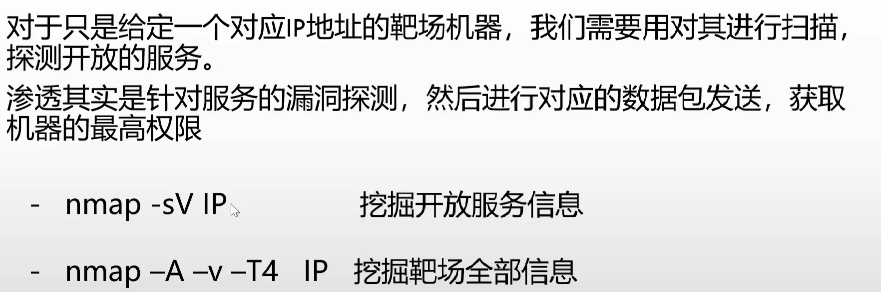 对于只是给定一个对应IP地址的靶场机器，我们需要用对其进行扫描，
探测开放的服务。
渗透其实是针对服务的漏洞探测，然后进行对应的数据包发送，获取
机器的最高权限
- nmap -sV IP 挖掘开放服务信息
- nmap –A –v –T4 IP 挖掘靶场全部信息